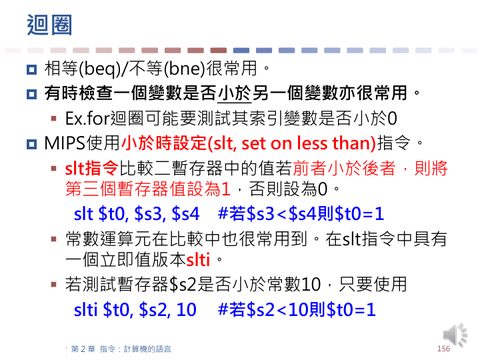 迴圈
相等(beq)/不等(bne)很常用。
有時檢查一個變數是否小於另一個變數亦很常用。
Ex.for迴圈可能要測試其索引變數是否小於0
MIPS使用小於時設定(slt, set on less than)指令。
slt指令比較二暫存器中的值若前者小於後者，則將
第三個暫存器值設為1，否則設為0。
slt $t0, $s3, $s4 #若$s3<$s4則$t0=1
常數運算元在比較中也很常用到。在slt指令中具有
一個立即值版本slti。
若測試暫存器$s2是否小於常數10，只要使用
slti $t0, $s2, 10 #若$s2<10則$t0=1
第 2 章 指令：計算機的語言
156